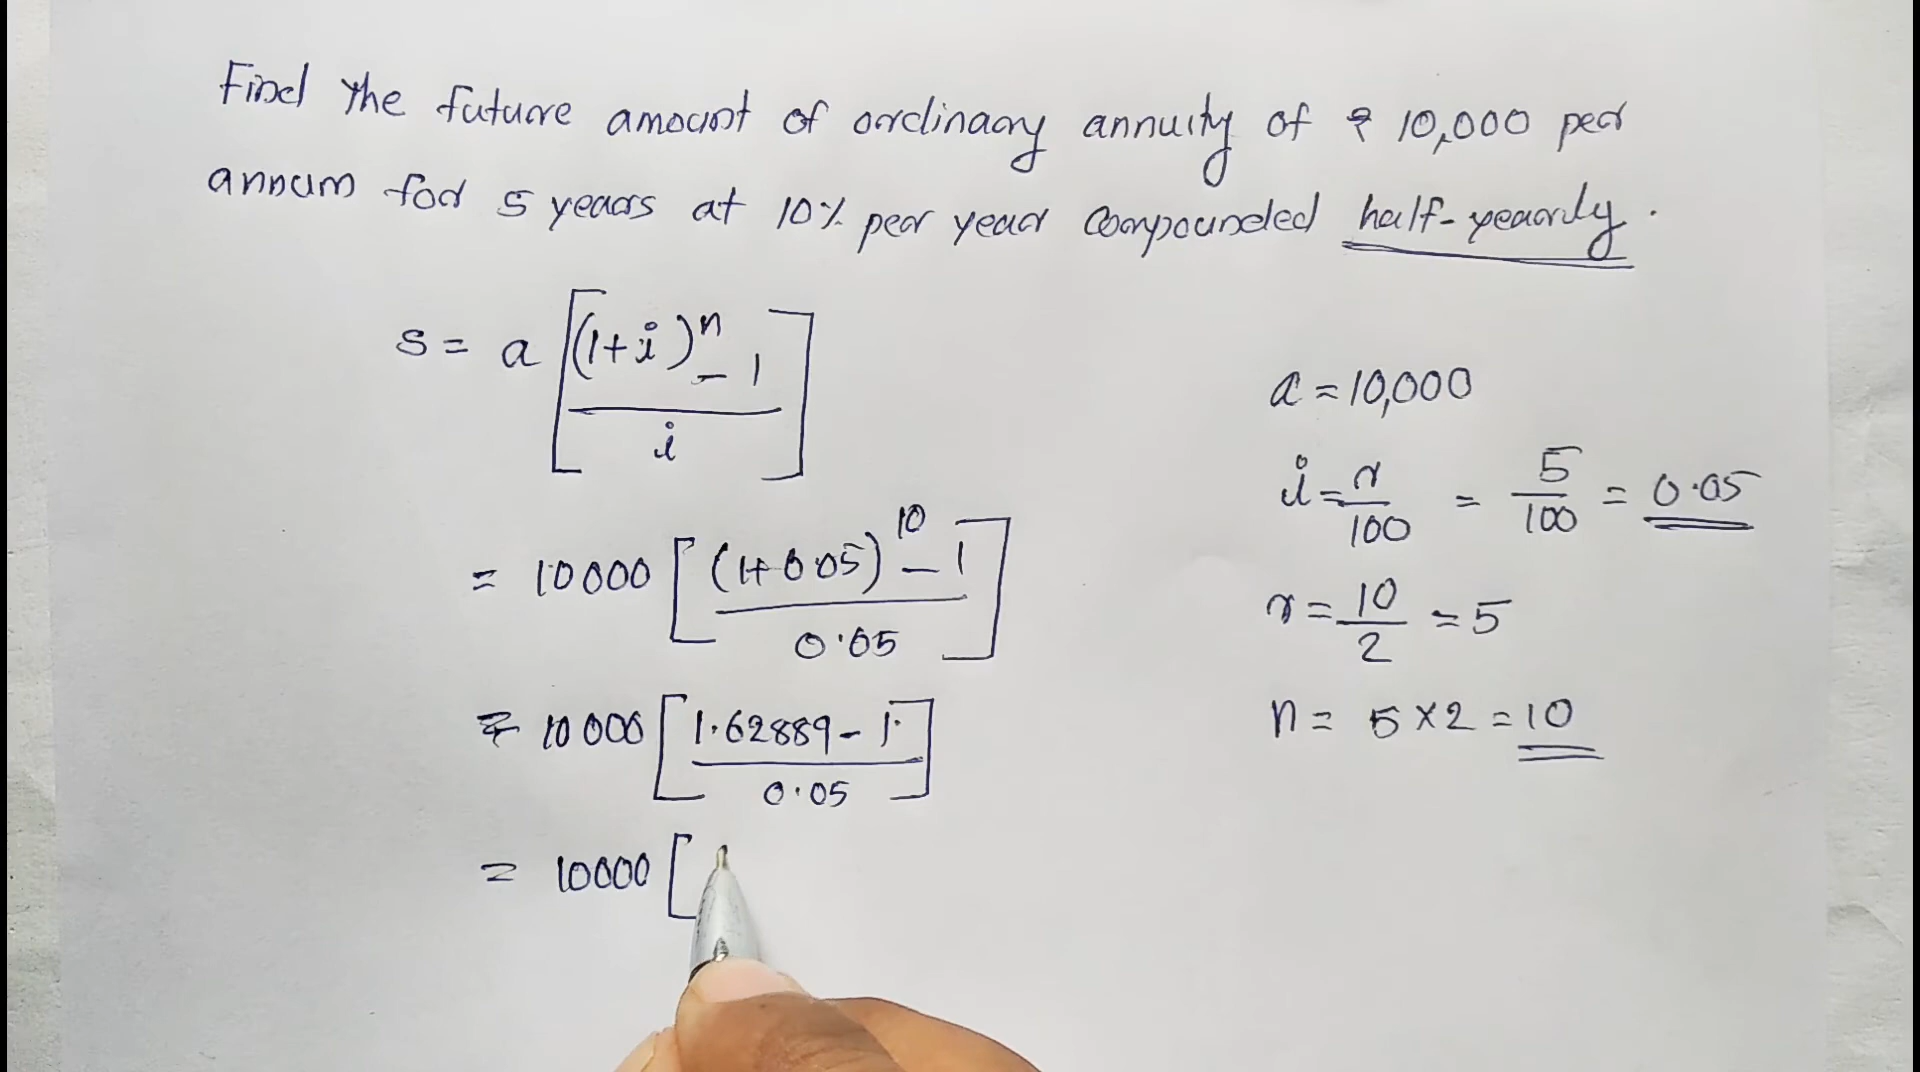 Find the future amount of ordinary annuity of ₹ 10,000 per
annum for 5 years at 10% per year compounded half-yearly.
S = a [((1+i)^n - 1) / i]
a = 10,000
i = r/100 = 5/100 = 0.05
= 10000 [((1+0.05)^10 - 1) / 0.05]
r = 10/2 = 5
= 10000 [(1.62889 - 1) / 0.05]
n = 5 × 2 = 10
= 10000 [